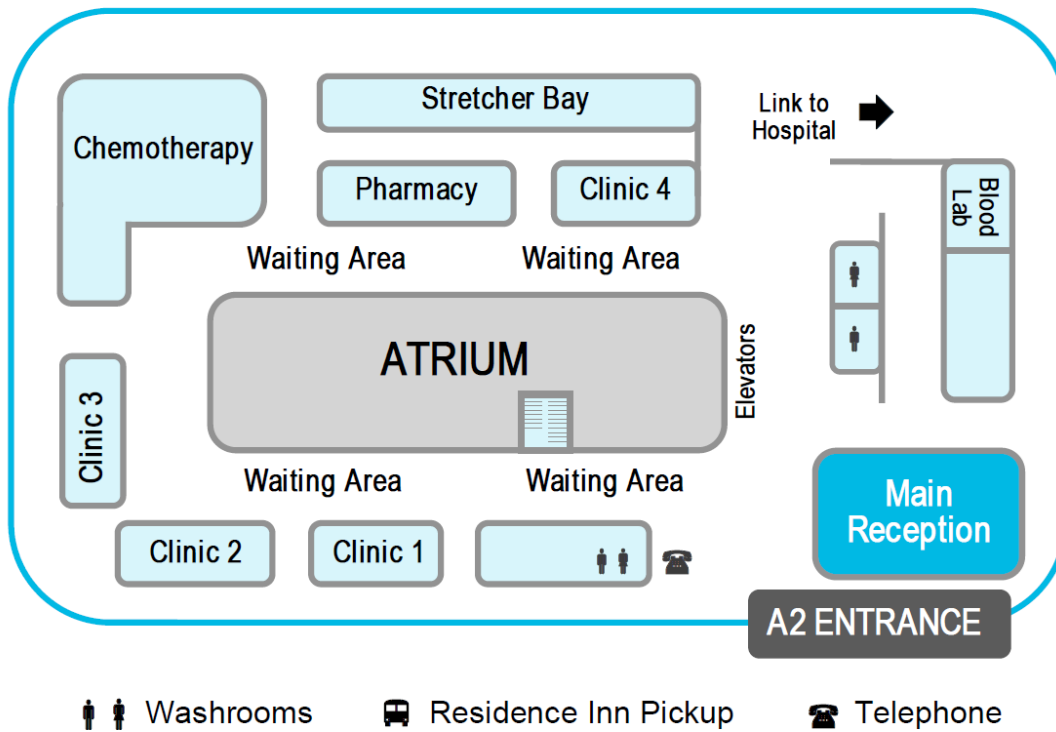 Stretcher Bay
Link to
Hospital
Chemotherapy
Pharmacy
Clinic 4
Blood
Lab
Waiting Area
Waiting Area
ATRIUM
Elevators
Clinic 3
Waiting Area
Waiting Area
Main
Reception
Clinic 2
Clinic 1
A2 ENTRANCE
Washrooms
Residence Inn Pickup
Telephone